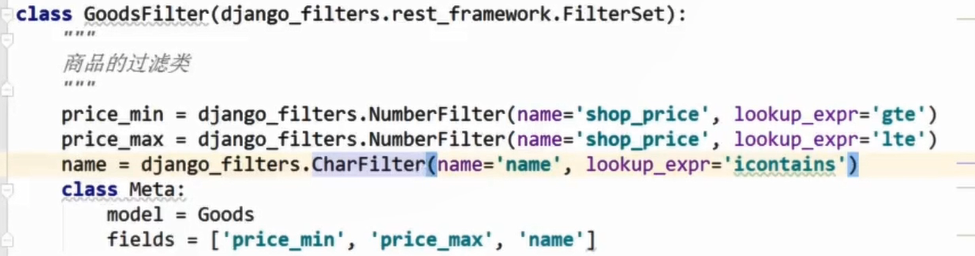 class GoodsFilter(django_filters.rest_framework.FilterSet):
"""
商品的过滤类
"""
price_min = django_filters.NumberFilter(name='shop_price', lookup_expr='gte')
price_max = django_filters.NumberFilter(name='shop_price', lookup_expr='lte')
name = django_filters.CharFilter(name='name', lookup_expr='icontains')
class Meta:
model = Goods
fields = ['price_min', 'price_max', 'name']